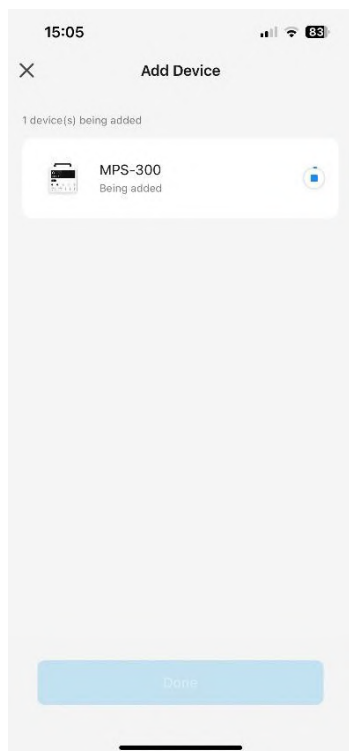 15:05
83
Add Device
1 device(s) being added
MPS-300
Being added
Done